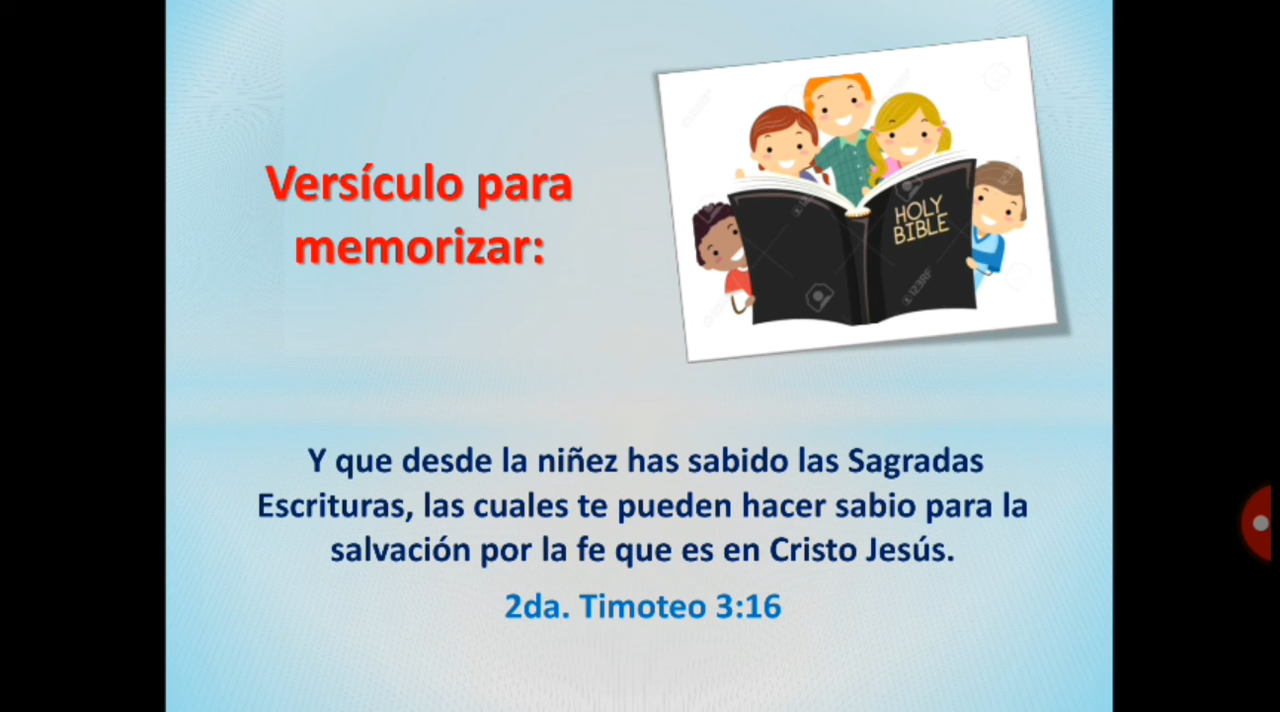 Versículo para
memorizar:
HOLY
BIBLE
123RF
Y que desde la niñez has sabido las Sagradas
Escrituras, las cuales te pueden hacer sabio para la
salvación por la fe que es en Cristo Jesús.
2da. Timoteo 3:16